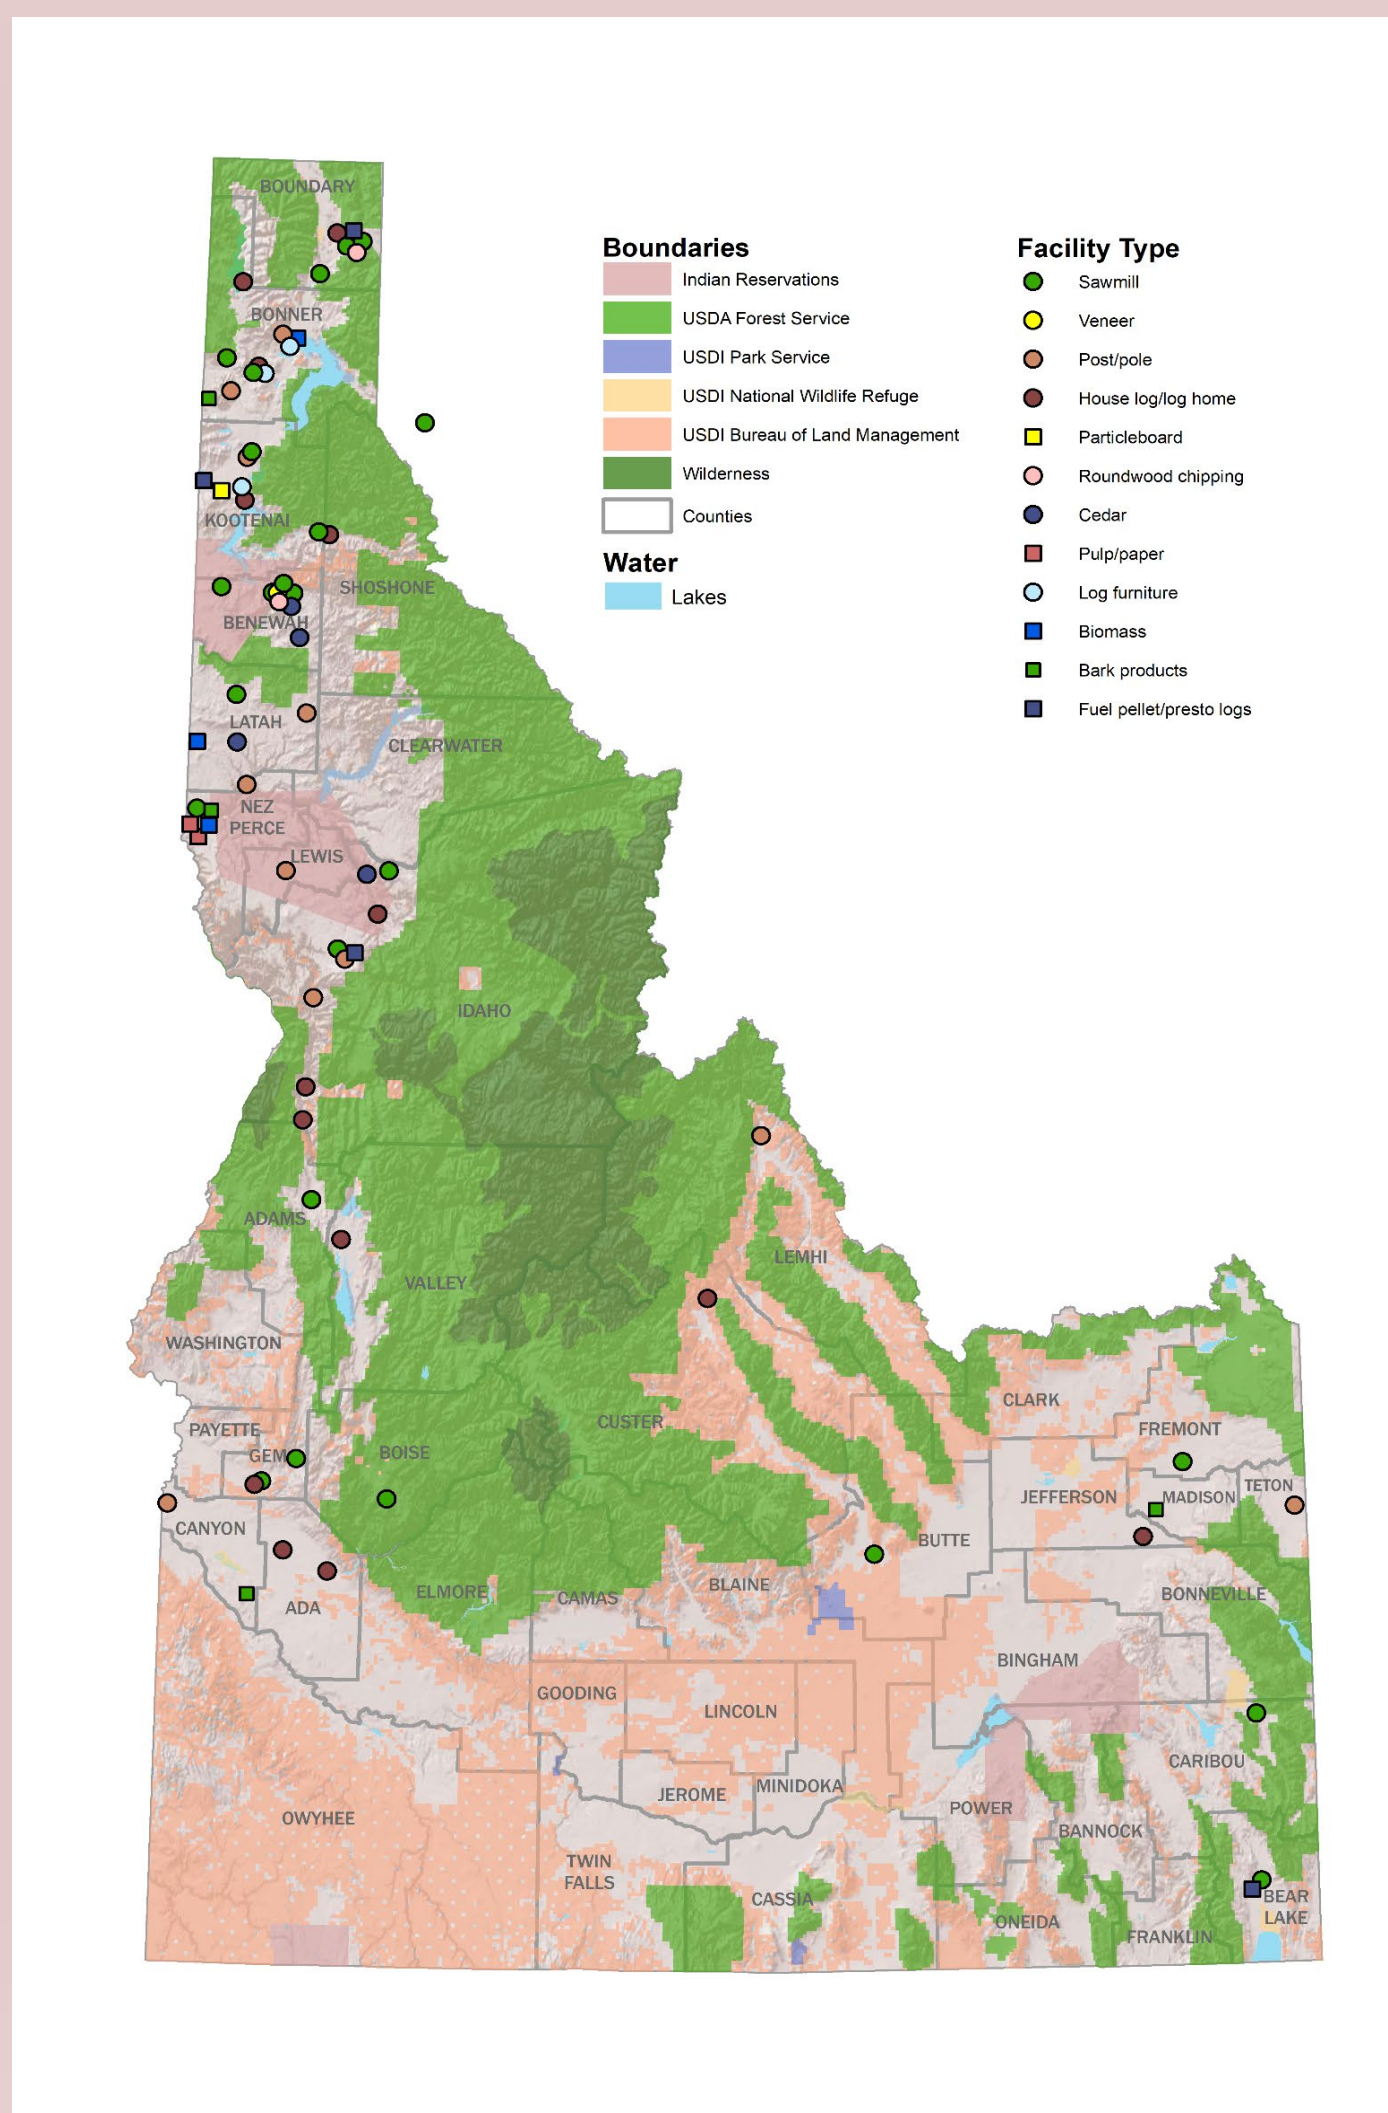 Boundaries
Indian Reservations
USDA Forest Service
USDI Park Service
USDI National Wildlife Refuge
USDI Bureau of Land Management
Wilderness
Counties
Water
Lakes
Facility Type
Sawmill
Veneer
Post/pole
House log/log home
Particleboard
Roundwood chipping
Cedar
Pulp/paper
Log furniture
Biomass
Bark products
Fuel pellet/presto logs
BOUNDARY
BONNER
KOOTENAI
SHOSHONE
BENEWAH
LATAH
CLEARWATER
NEZ
PERCE
LEWIS
IDAHO
ADAMS
LEMHI
VALLEY
WASHINGTON
CUSTER
CLARK
PAYETTE
FREMONT
GEM
BOISE
TETON
JEFFERSON
MADISON
CANYON
BUTTE
BLAINE
ELMORE
CAMAS
BONNEVILLE
ADA
BINGHAM
GOODING
LINCOLN
CARIBOU
JEROME
MINIDOKA
POWER
OWYHEE
BANNOCK
TWIN
FALLS
CASSIA
BEAR
LAKE
ONEIDA
FRANKLIN